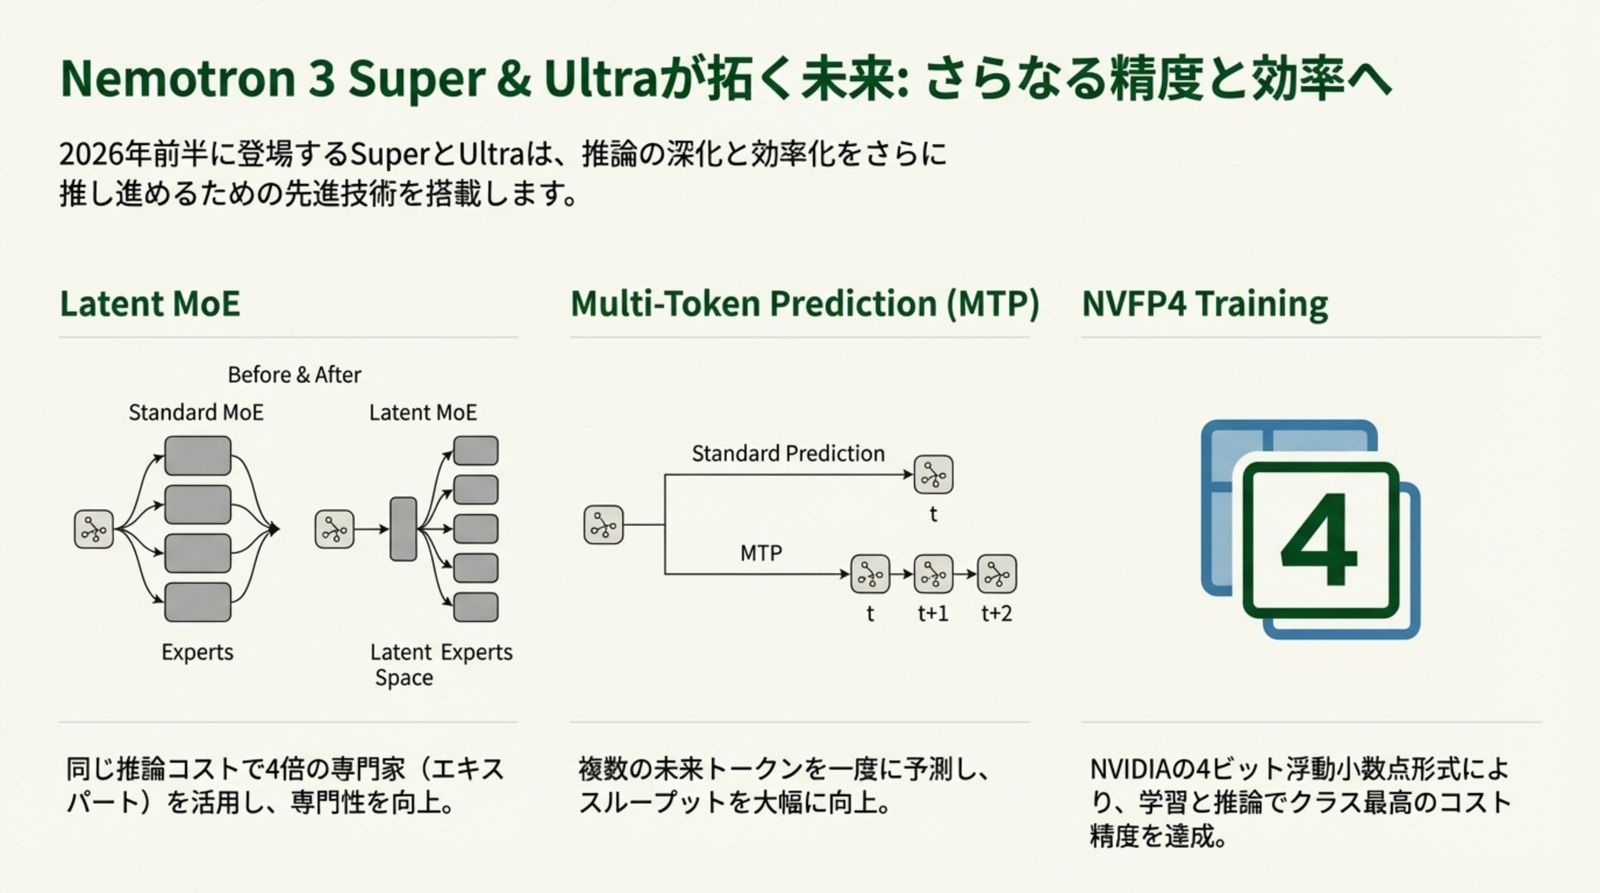 Nemotron 3 Super & Ultraが拓く未来: さらなる精度と効率へ
2026年前半に登場するSuperとUltraは、推論の深化と効率化をさらに
推し進めるための先進技術を搭載します。
Latent MoE
Before & After
Standard MoE
Latent MoE
Experts
Latent Space
Experts
同じ推論コストで4倍の専門家（エキス
パート）を活用し、専門性を向上。
Multi-Token Prediction (MTP)
Standard Prediction
t
MTP
t
t+1
t+2
複数の未来トークンを一度に予測し、
スループットを大幅に向上。
NVFP4 Training
4
NVIDIAの4ビット浮動小数点形式によ
り、学習と推論でクラス最高のコスト
精度を達成。